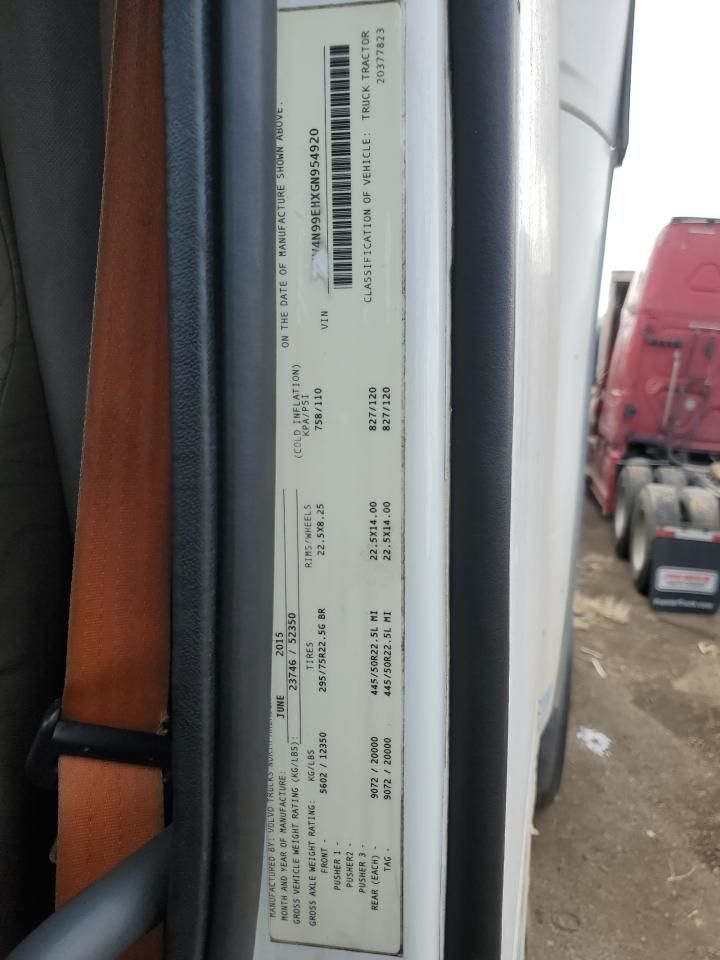 MANUFACTURED BY: VOLVO TRUCKS NORTH
ON THE DATE OF MANUFACTURE SHOWN ABOVE.
MONTH AND YEAR OF MANUFACTURE: JUNE 2015
GROSS VEHICLE WEIGHT RATING (KG/LBS): 23746 / 52350
(COLD INFLATION)
GROSS AXLE WEIGHT RATING: KG/LBS TIRES RIMS/WHEELS KPA/PSI
FRONT - 5602 / 12350 295/75R22.5G BR 22.5X8.25 758/110
VIN V4N99EHXGN954920
PUSHER 1 -
PUSHER2 -
PUSHER 3 -
REAR (EACH) - 9072 / 20000 445/50R22.5L MI 22.5X14.00 827/120
TAG - 9072 / 20000 445/50R22.5L MI 22.5X14.00 827/120
CLASSIFICATION OF VEHICLE: TRUCK TRACTOR
20377823